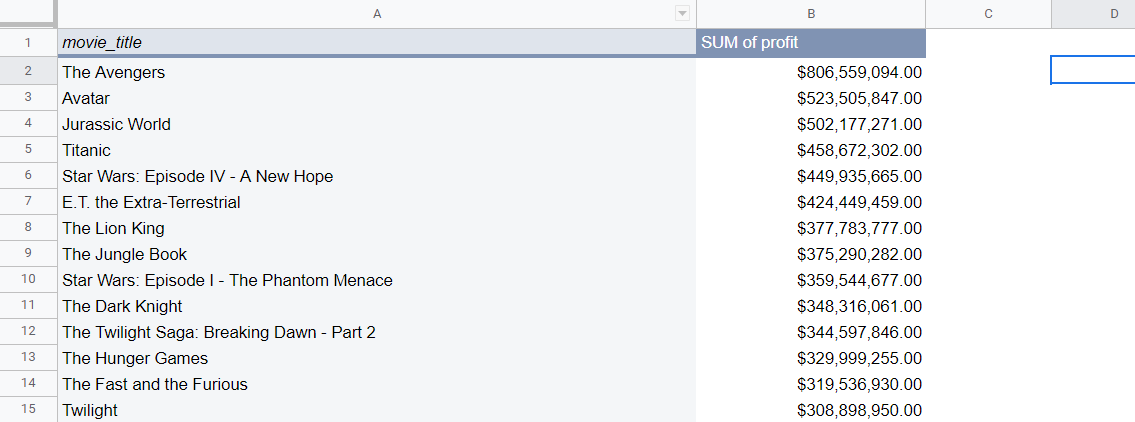 A B C D
1 movie_title SUM of profit
2 The Avengers $806,559,094.00
3 Avatar $523,505,847.00
4 Jurassic World $502,177,271.00
5 Titanic $458,672,302.00
6 Star Wars: Episode IV - A New Hope $449,935,665.00
7 E.T. the Extra-Terrestrial $424,449,459.00
8 The Lion King $377,783,777.00
9 The Jungle Book $375,290,282.00
10 Star Wars: Episode I - The Phantom Menace $359,544,677.00
11 The Dark Knight $348,316,061.00
12 The Twilight Saga: Breaking Dawn - Part 2 $344,597,846.00
13 The Hunger Games $329,999,255.00
14 The Fast and the Furious $319,536,930.00
15 Twilight $308,898,950.00